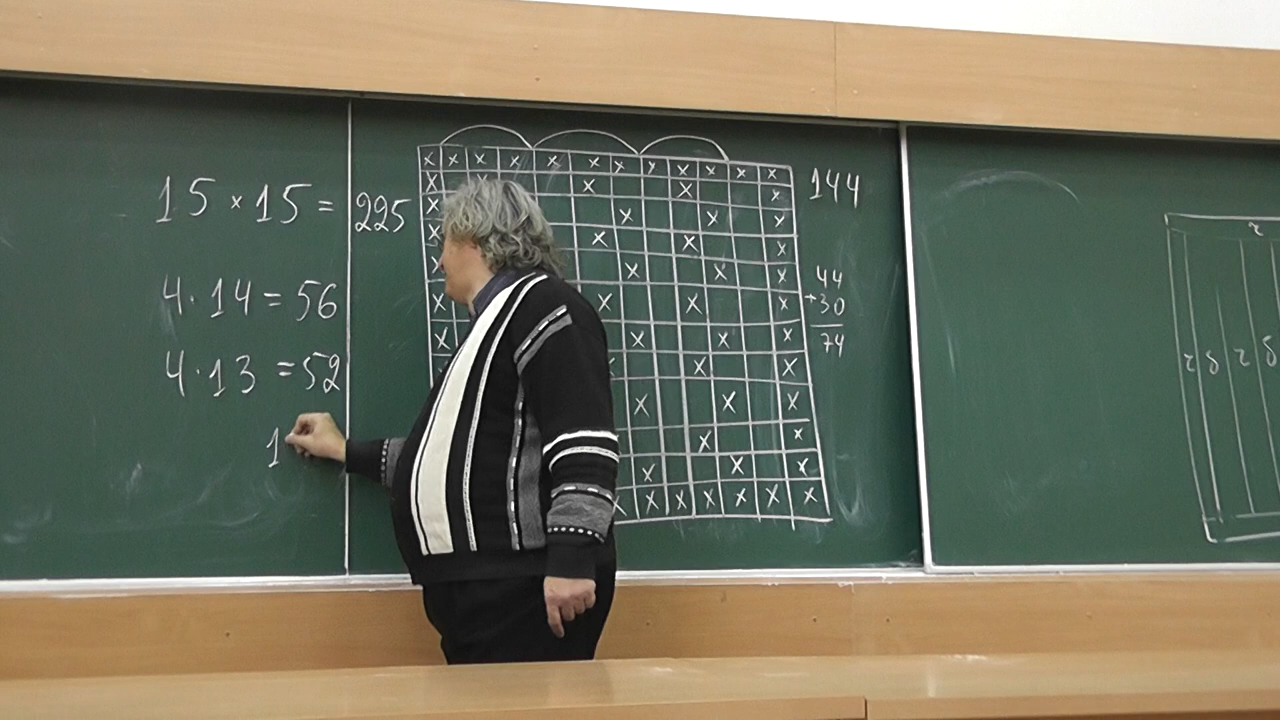 15 × 15 = 225
4 · 14 = 56
4 · 13 = 52
1
x x x x x x x x x x x x
144
44
+30
74
г
г б г б